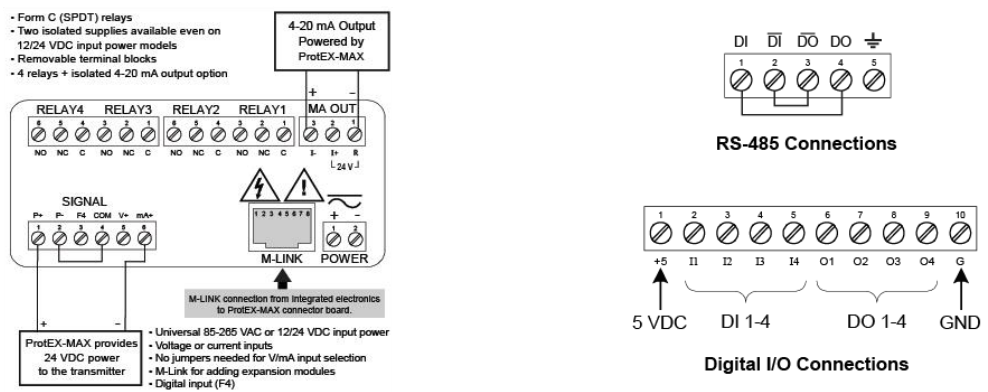 - Form C (SPDT) relays
- Two isolated supplies available even on
12/24 VDC input power models
- Removable terminal blocks
- 4 relays + isolated 4-20 mA output option
4-20 mA Output
Powered by
ProtEX-MAX
+ -
RELAY4 RELAY3 RELAY2 RELAY1 MA OUT
6 5 4 3 2 1 6 5 4 3 2 1 3 2 1
NO NC C NO NC C NO NC C NO NC C I- I+ R
24 V
SIGNAL
P+ P- F4 COM V+ mA+
1 2 3 4 5 6
1 2 3 4 5 6 7 8
M-LINK
+ -
1 2
POWER
M-LINK connection from integrated electronics
to ProtEX-MAX connector board.
+ -
ProtEX-MAX provides
24 VDC power
to the transmitter
- Universal 85-265 VAC or 12/24 VDC input power
- Voltage or current inputs
- No jumpers needed for V/mA input selection
- M-Link for adding expansion modules
- Digital input (F4)
DI D̅I̅ D̅O̅ DO
1 2 3 4 5
RS-485 Connections
1 2 3 4 5 6 7 8 9 10
+5 I1 I2 I3 I4 O1 O2 O3 O4 G
5 VDC DI 1-4 DO 1-4 GND
Digital I/O Connections